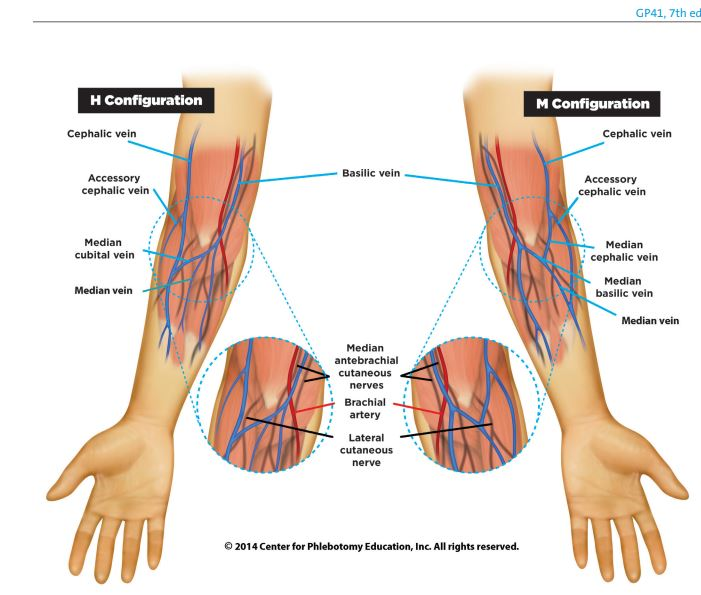 GP41, 7th ed
H Configuration
M Configuration
Cephalic vein
Cephalic vein
Basilic vein
Accessory
cephalic vein
Accessory
cephalic vein
Median
cubital vein
Median
cephalic vein
Median vein
Median
basilic vein
Median vein
Median
antebrachial
cutaneous
nerves
Brachial
artery
Lateral
cutaneous
nerve
© 2014 Center for Phlebotomy Education, Inc. All rights reserved.